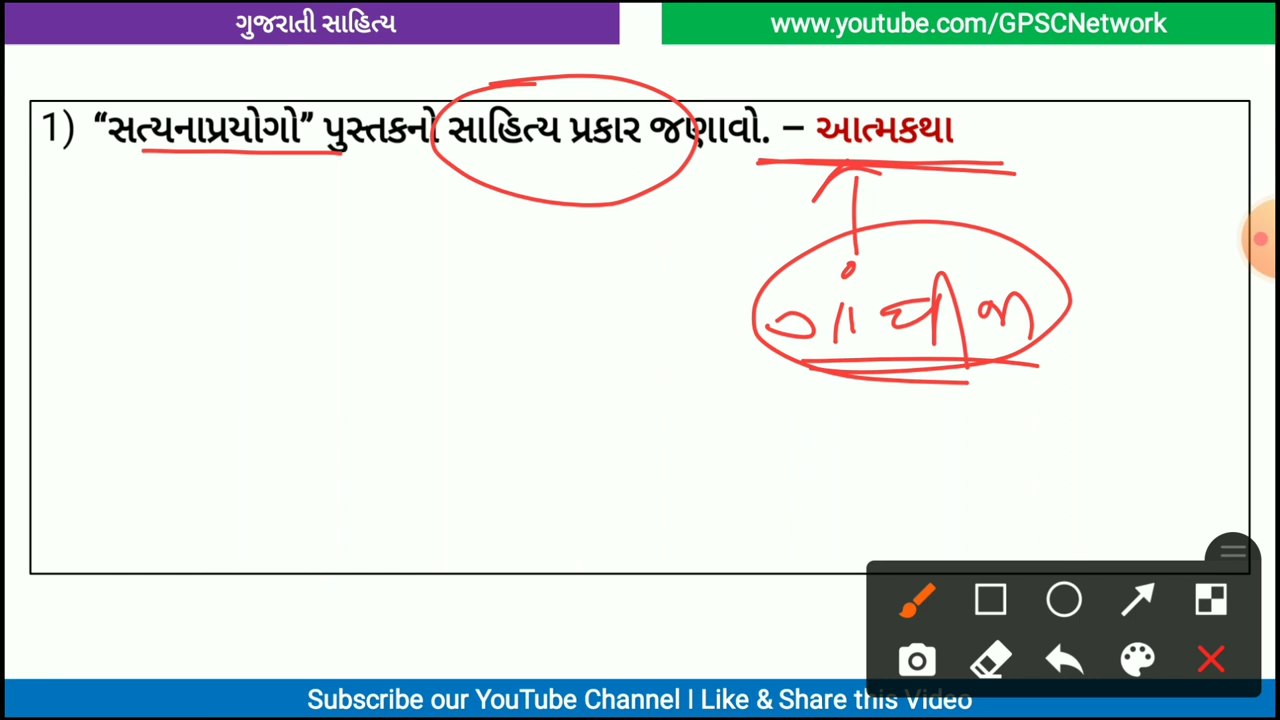 ગુજરાતી સાહિત્ય
www.youtube.com/GPSCNetwork
1) “સત્યનાપ્રયોગો” પુસ્તકનો સાહિત્ય પ્રકાર જણાવો. – આત્મકથા
ગાંધીજી
Subscribe our YouTube Channel I Like & Share this Video